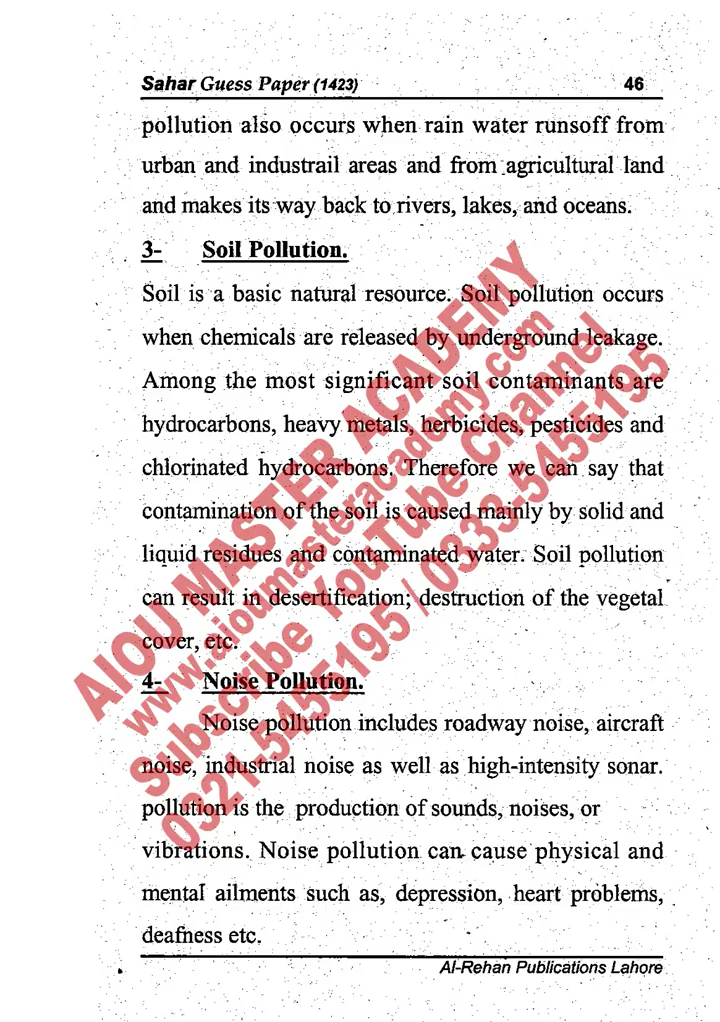 Sahar Guess Paper (1423) 46
pollution also occurs when rain water runsoff from
urban and industrail areas and from agricultural land
and makes its way back to rivers, lakes, and oceans.
3- Soil Pollution.
Soil is a basic natural resource. Soil pollution occurs
when chemicals are released by underground leakage.
Among the most significant soil contaminants are
hydrocarbons, heavy metals, herbicides, pesticides and
chlorinated hydrocarbons. Therefore we can say that
contamination of the soil is caused mainly by solid and
liquid residues and contaminated water. Soil pollution
can result in desertification; destruction of the vegetal
cover, etc.
4- Noise Pollution.
Noise pollution includes roadway noise, aircraft
noise, industrial noise as well as high-intensity sonar.
pollution is the production of sounds, noises, or
vibrations. Noise pollution can cause physical and
mental ailments such as, depression, heart problems,
deafness etc.
Al-Rehan Publications Lahore
AIOU MASTER ACADEMY
www.aioumasteracademy.com
Subscribe YouTube Channel
0321-5455195 / 0333-5455195